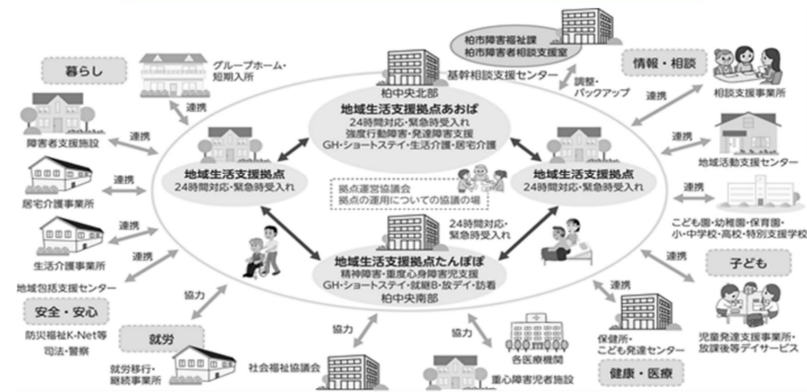 柏市障害福祉課
柏市障害者相談支援室
基幹相談支援センター
調整・
バックアップ
情報・相談
連携
相談支援事業所
暮らし
グループホーム・
短期入所
連携
障害者支援施設
連携
柏中央北部
地域生活支援拠点あおば
24時間対応・緊急時受入れ
強度行動障害・発達障害支援
GH・ショートステイ・生活介護・居宅介護
地域生活支援拠点
24時間対応・緊急時受入れ
地域生活支援拠点
24時間対応・緊急時受入れ
連携
地域活動支援センター
連携
居宅介護事業所
拠点運営協議会
拠点の運用についての協議の場
連携
こども園・幼稚園・保育園・
小・中学校・高校・特別支援学校
連携
生活介護事業所
24時間対応・
緊急時受入れ
地域生活支援拠点たんぽぽ
精神障害・重度心身障害児支援
GH・ショートステイ・就継B・放デイ・訪看
柏中央南部
連携
子ども
児童発達支援事業所・
放課後等デイサービス
連携
地域包括支援センター
安全・安心
防災福祉K-Net等
司法・警察
協力
就労
就労移行・
継続事業所
協力
社会福祉協議会
協力
各医療機関
重心障害児者施設
連携
保健所・
こども発達センター
健康・医療